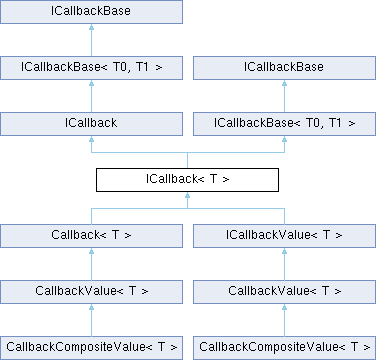 ICallbackBase
ICallbackBase< T0, T1 >
ICallbackBase
ICallback
ICallbackBase< T0, T1 >
ICallback< T >
Callback< T >
ICallbackValue< T >
CallbackValue< T >
CallbackValue< T >
CallbackCompositeValue< T >
CallbackCompositeValue< T >